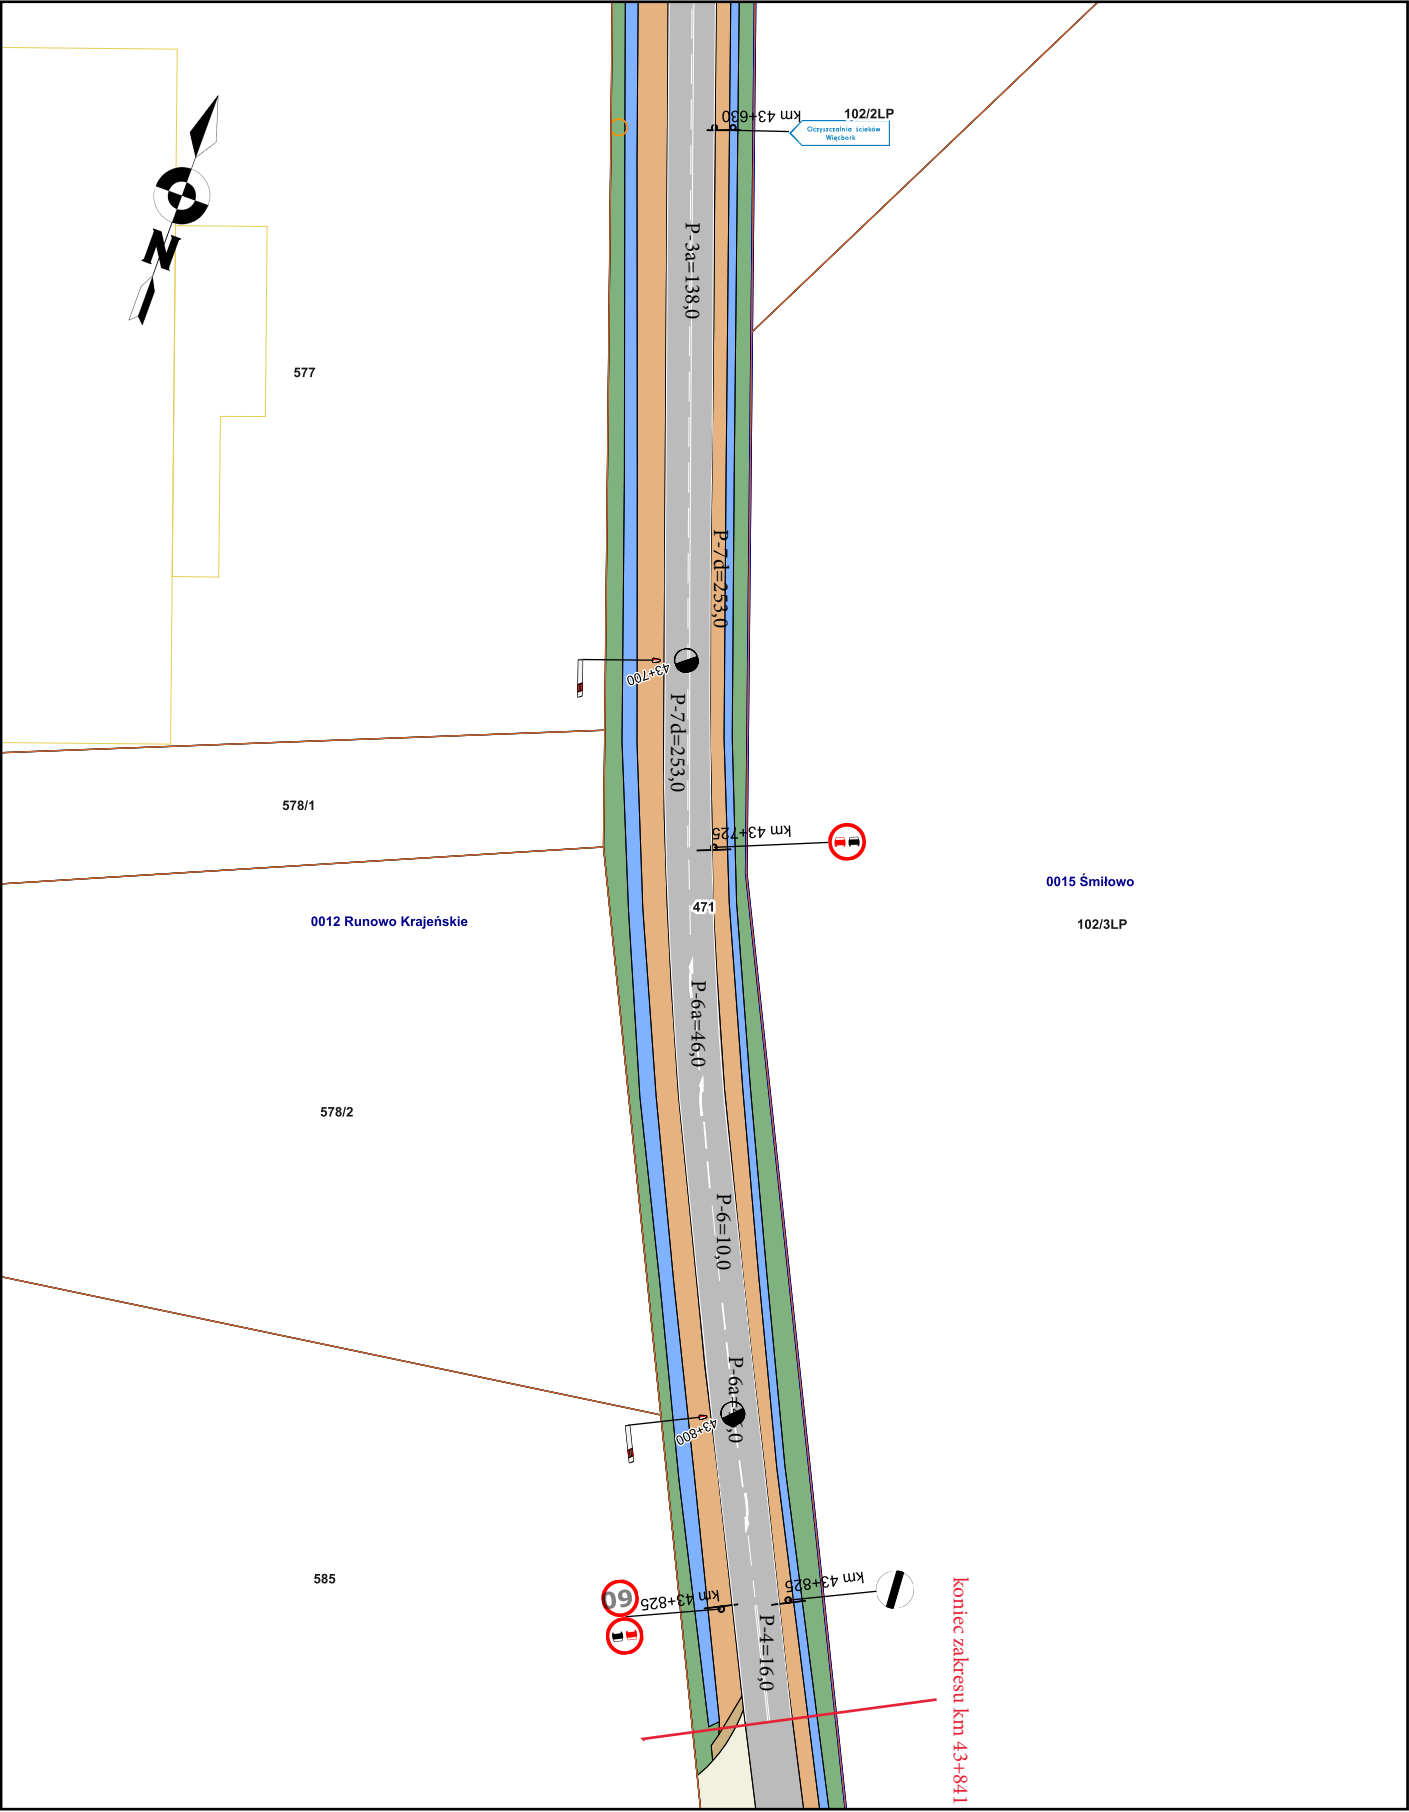 km 43+630
102/2LP
Oczyszczalnia ścieków
Więcbork
P-3a=138,0
N
577
P-7d=253,0
43+700
P-7d=253,0
578/1
km 43+725
471
0015 Śmiłowo
0012 Runowo Krajeńskie
102/3LP
P-6a=46,0
578/2
P-6=10,0
43+800
585
60
km 43+825
km 43+825
P-4=16,0
koniec zakresu km 43+841